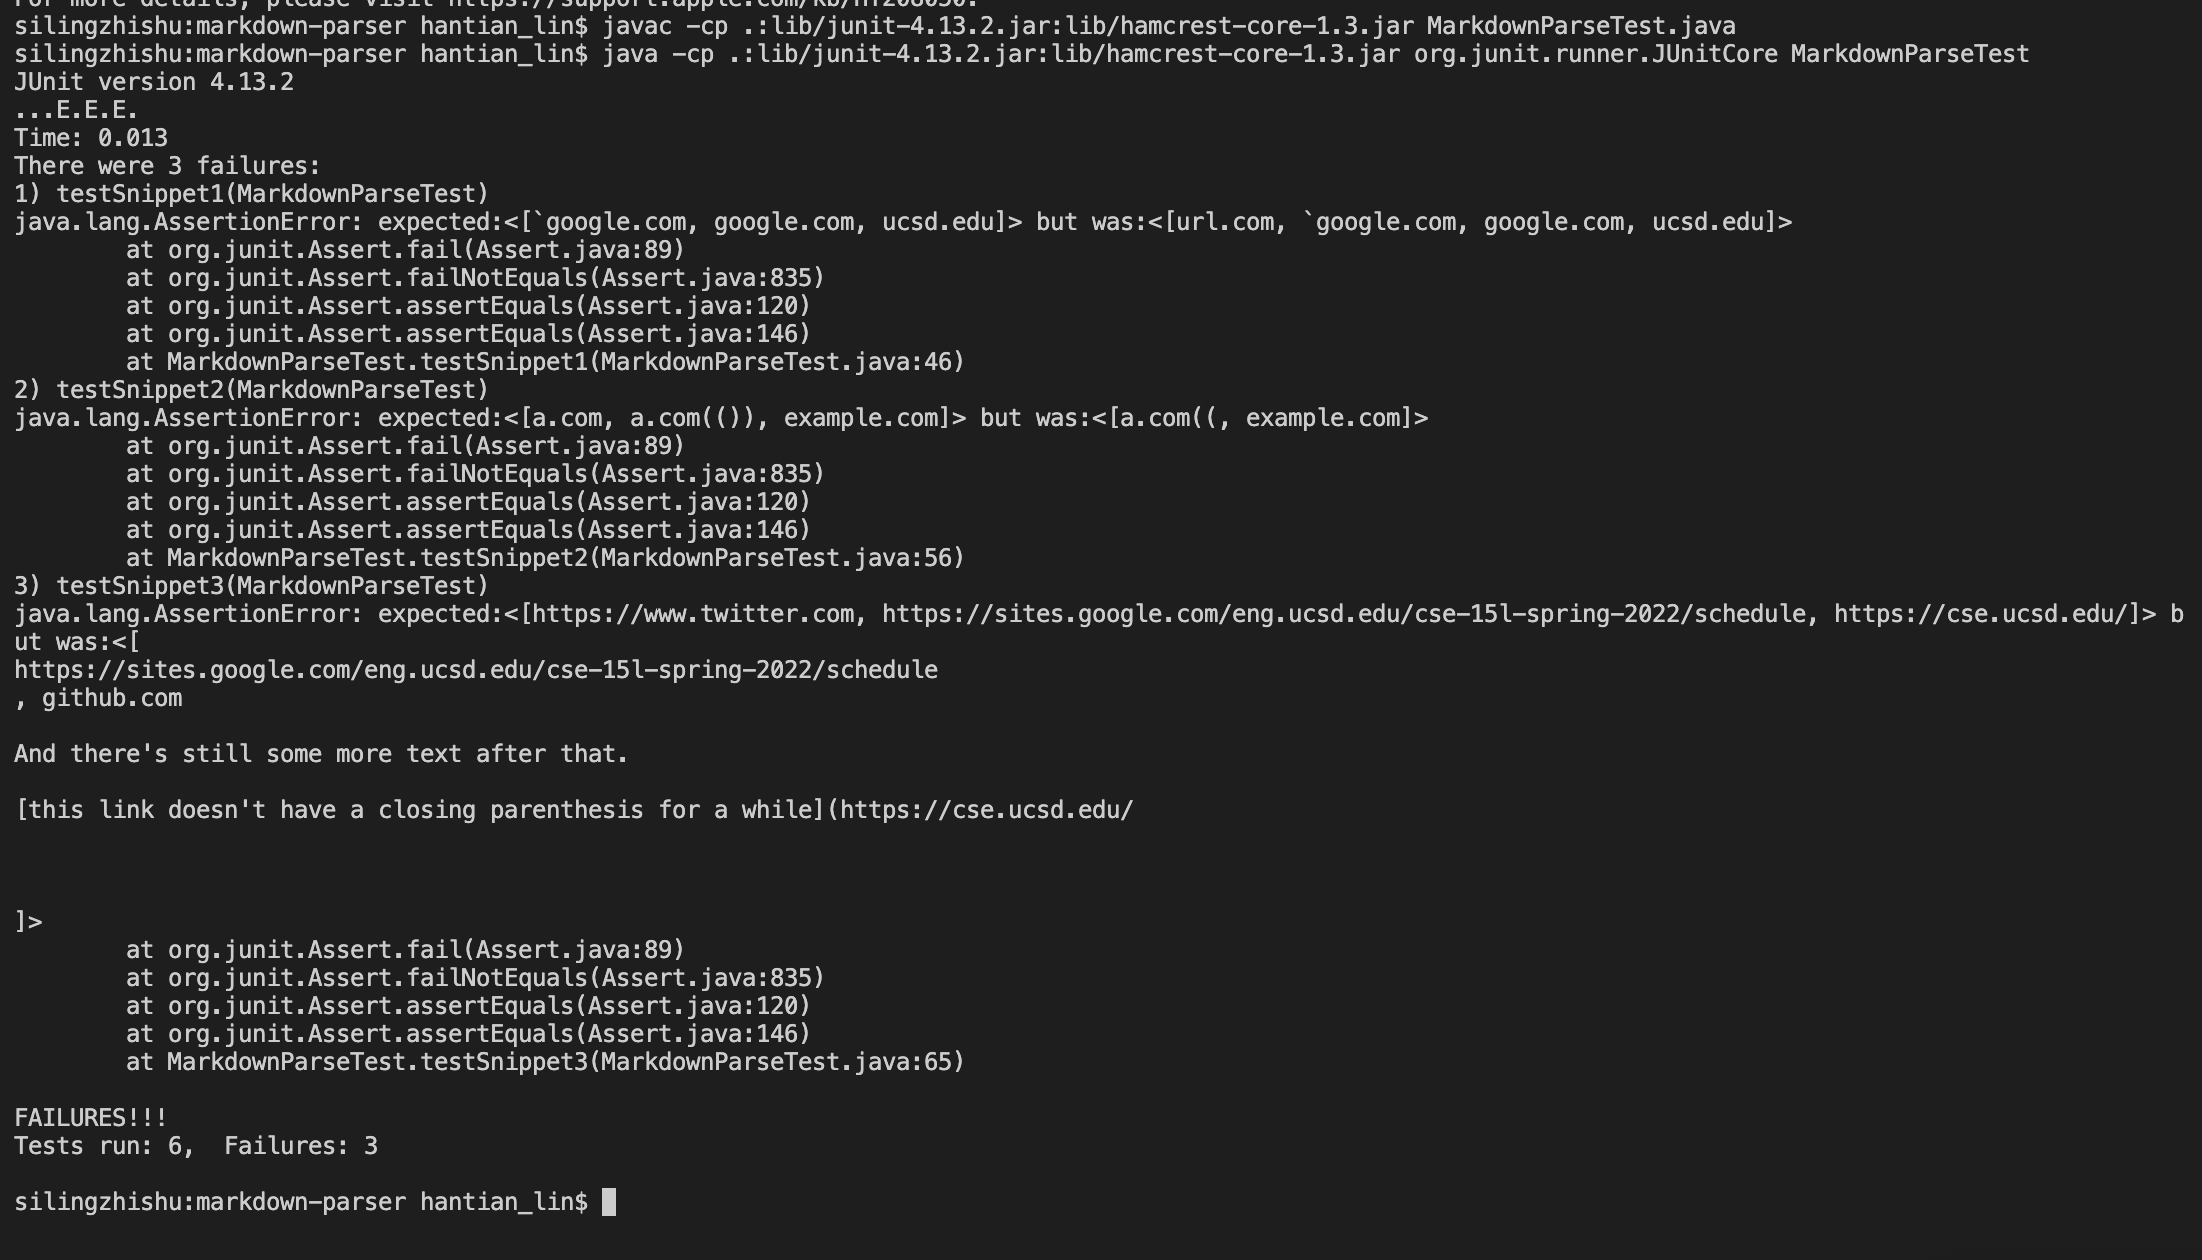 For more details, please visit https://support.apple.com/kb/HT208050.
silingzhishu:markdown-parser hantian_lin$ javac -cp .:lib/junit-4.13.2.jar:lib/hamcrest-core-1.3.jar MarkdownParseTest.java
silingzhishu:markdown-parser hantian_lin$ java -cp .:lib/junit-4.13.2.jar:lib/hamcrest-core-1.3.jar org.junit.runner.JUnitCore MarkdownParseTest
JUnit version 4.13.2
...E.E.E.
Time: 0.013
There were 3 failures:
1) testSnippet1(MarkdownParseTest)
java.lang.AssertionError: expected:<[`google.com, google.com, ucsd.edu]> but was:<[url.com, `google.com, google.com, ucsd.edu]>
        at org.junit.Assert.fail(Assert.java:89)
        at org.junit.Assert.failNotEquals(Assert.java:835)
        at org.junit.Assert.assertEquals(Assert.java:120)
        at org.junit.Assert.assertEquals(Assert.java:146)
        at MarkdownParseTest.testSnippet1(MarkdownParseTest.java:46)
2) testSnippet2(MarkdownParseTest)
java.lang.AssertionError: expected:<[a.com, a.com(()), example.com]> but was:<[a.com((, example.com]>
        at org.junit.Assert.fail(Assert.java:89)
        at org.junit.Assert.failNotEquals(Assert.java:835)
        at org.junit.Assert.assertEquals(Assert.java:120)
        at org.junit.Assert.assertEquals(Assert.java:146)
        at MarkdownParseTest.testSnippet2(MarkdownParseTest.java:56)
3) testSnippet3(MarkdownParseTest)
java.lang.AssertionError: expected:<[https://www.twitter.com, https://sites.google.com/eng.ucsd.edu/cse-15l-spring-2022/schedule, https://cse.ucsd.edu/]> b
ut was:<[
https://sites.google.com/eng.ucsd.edu/cse-15l-spring-2022/schedule
, github.com

And there's still some more text after that.

[this link doesn't have a closing parenthesis for a while](https://cse.ucsd.edu/



]>
        at org.junit.Assert.fail(Assert.java:89)
        at org.junit.Assert.failNotEquals(Assert.java:835)
        at org.junit.Assert.assertEquals(Assert.java:120)
        at org.junit.Assert.assertEquals(Assert.java:146)
        at MarkdownParseTest.testSnippet3(MarkdownParseTest.java:65)

FAILURES!!!
Tests run: 6,  Failures: 3

silingzhishu:markdown-parser hantian_lin$